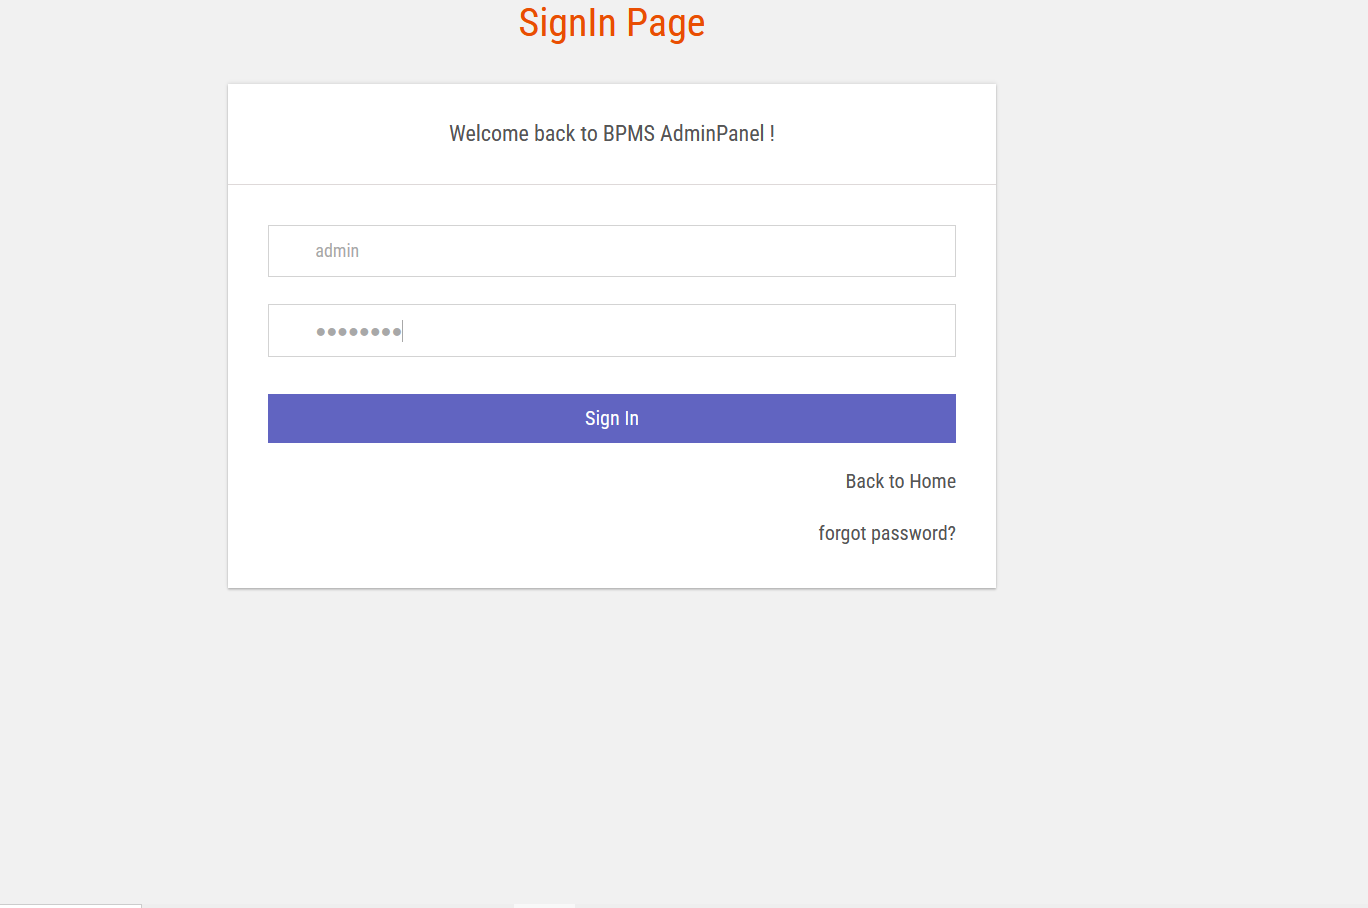 SignIn Page
Welcome back to BPMS AdminPanel !
admin
••••••••
Sign In
Back to Home
forgot password?